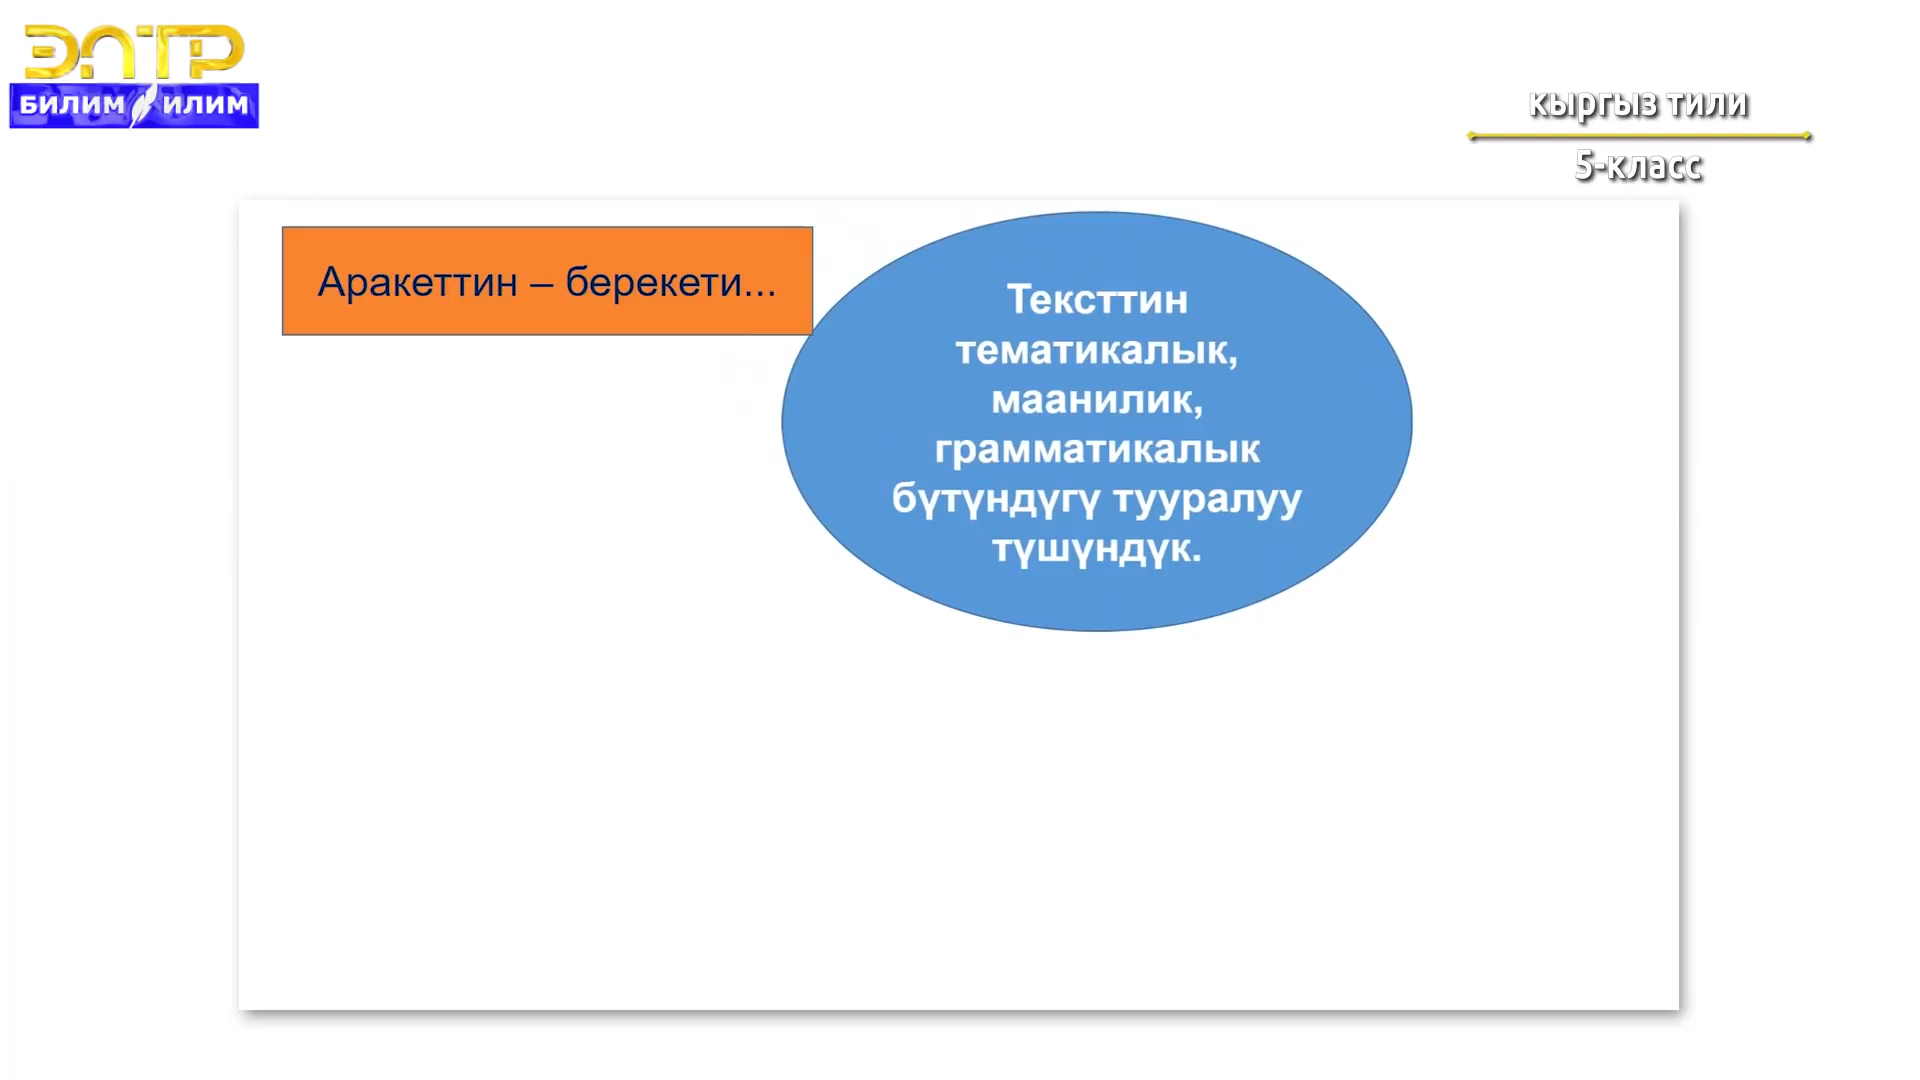 ЭЛТР
БИЛИМ ИЛИМ
кыргыз тили
5-класс
Аракеттин – берекети...
Тексттин
тематикалык,
маанилик,
грамматикалык
бүтүндүгү тууралуу
түшүндүк.